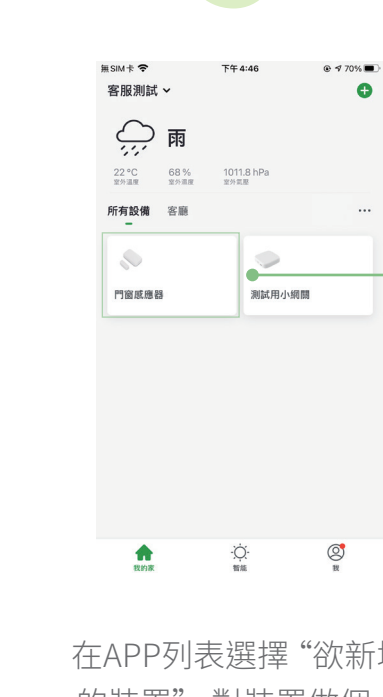 無SIM卡 下午4:46 70%
客服測試
雨
22 °C 68 % 1011.8 hPa
室外溫度 室外濕度 室外氣壓
所有設備 客廳 ...
門窗感應器 測試用小網關
我的家 智能 我
在APP列表選擇 “欲新
的裝置”，對裝置做個